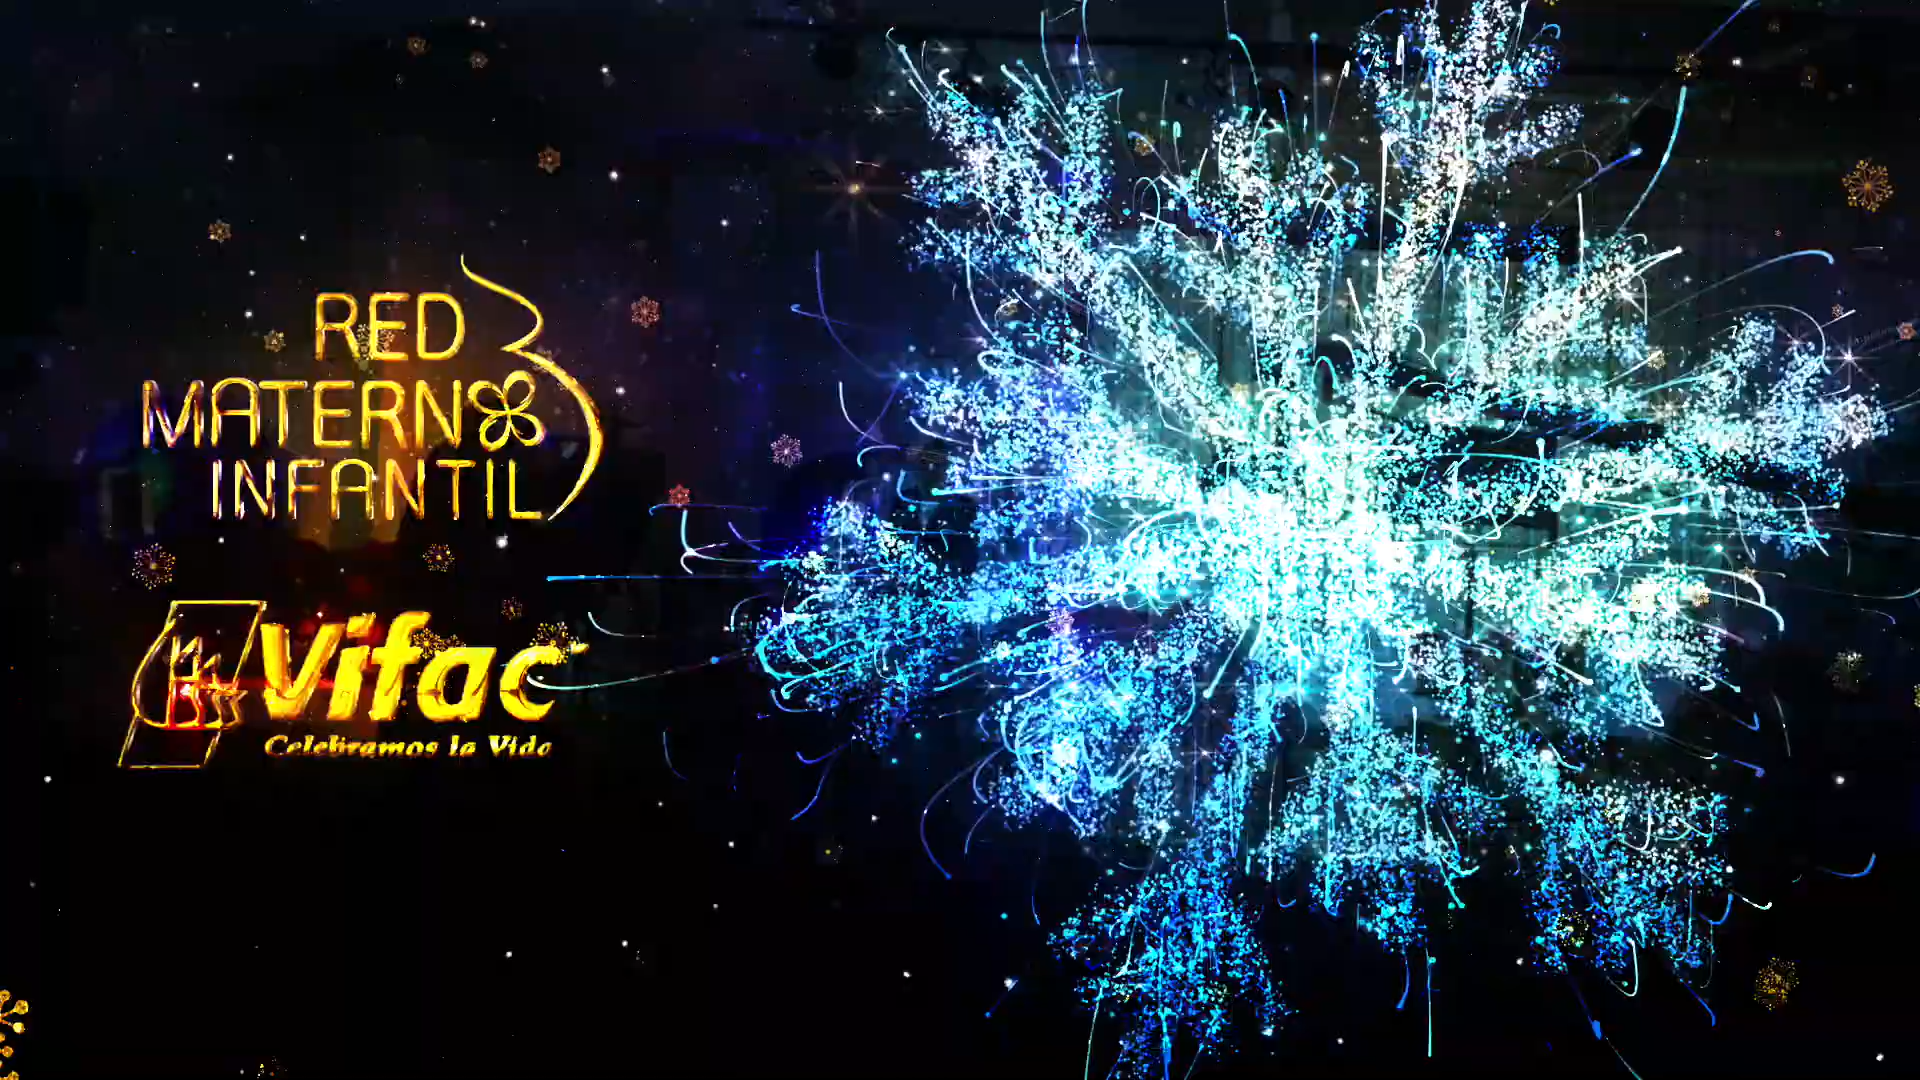 RED
MATERNO
INFANTIL
Vifac
Celebramos la Vida